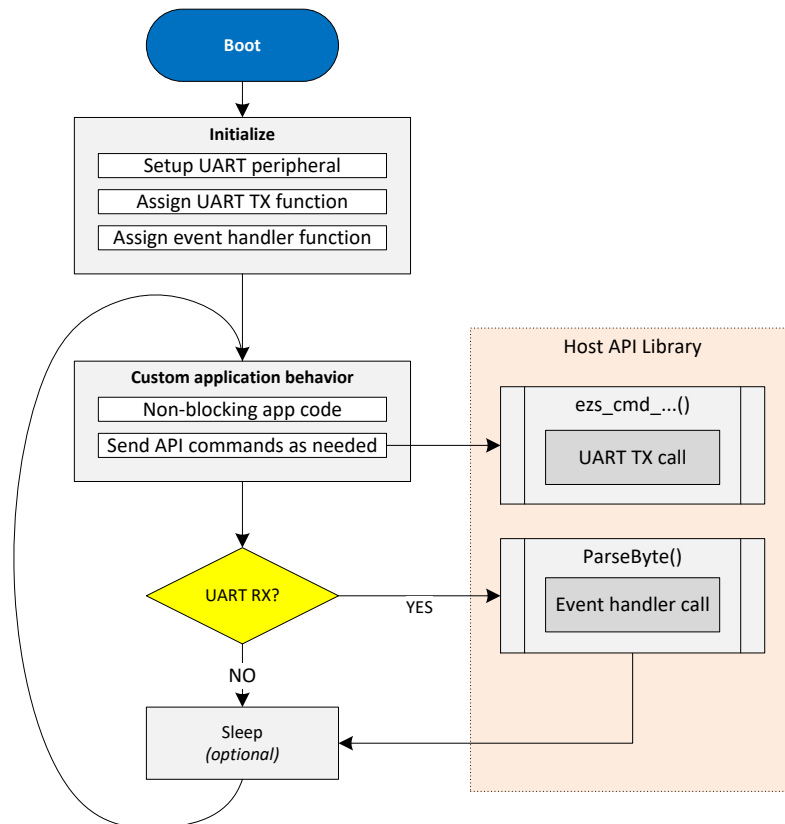 Boot
Initialize
Setup UART peripheral
Assign UART TX function
Assign event handler function
Custom application behavior
Non-blocking app code
Send API commands as needed
Host API Library
ezs_cmd_...()
UART TX call
ParseByte()
Event handler call
UART RX?
YES
NO
Sleep
(optional)